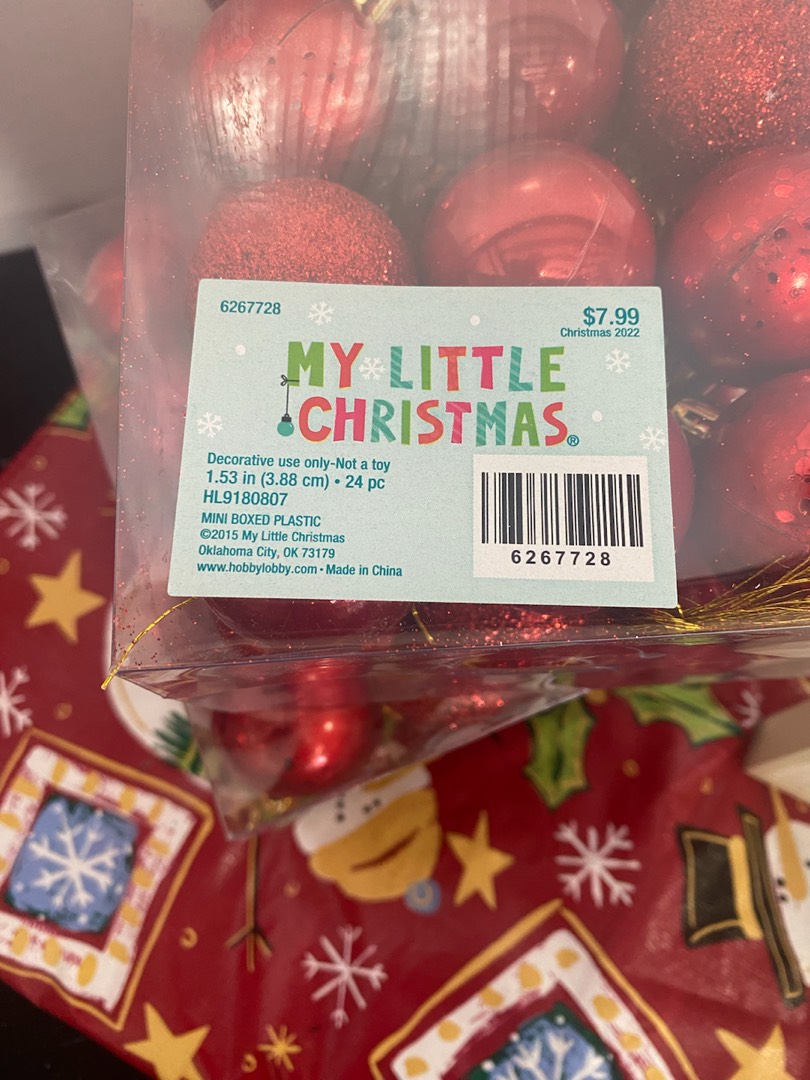 6267728
$7.99
Christmas 2022
MY LITTLE
CHRISTMAS®
Decorative use only-Not a toy
1.53 in (3.88 cm) • 24 pc
HL9180807
MINI BOXED PLASTIC
©2015 My Little Christmas
Oklahoma City, OK 73179
www.hobbylobby.com • Made in China
6267728